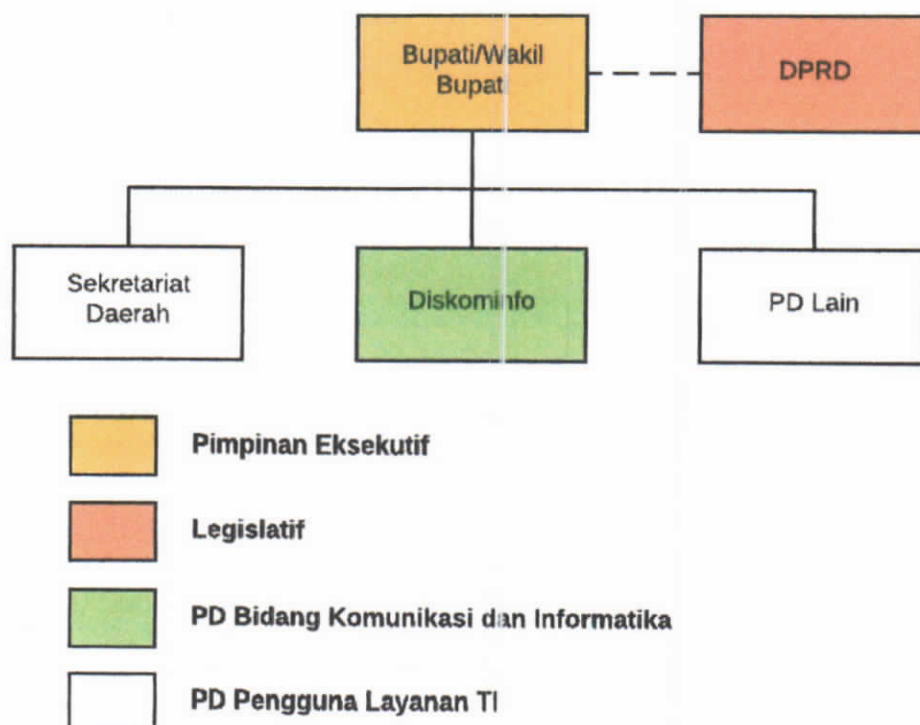 Bupati/Wakil
Bupati
DPRD
Sekretariat
Daerah
Diskominfo
PD Lain
Pimpinan Eksekutif
Legislatif
PD Bidang Komunikasi dan Informatika
PD Pengguna Layanan TI